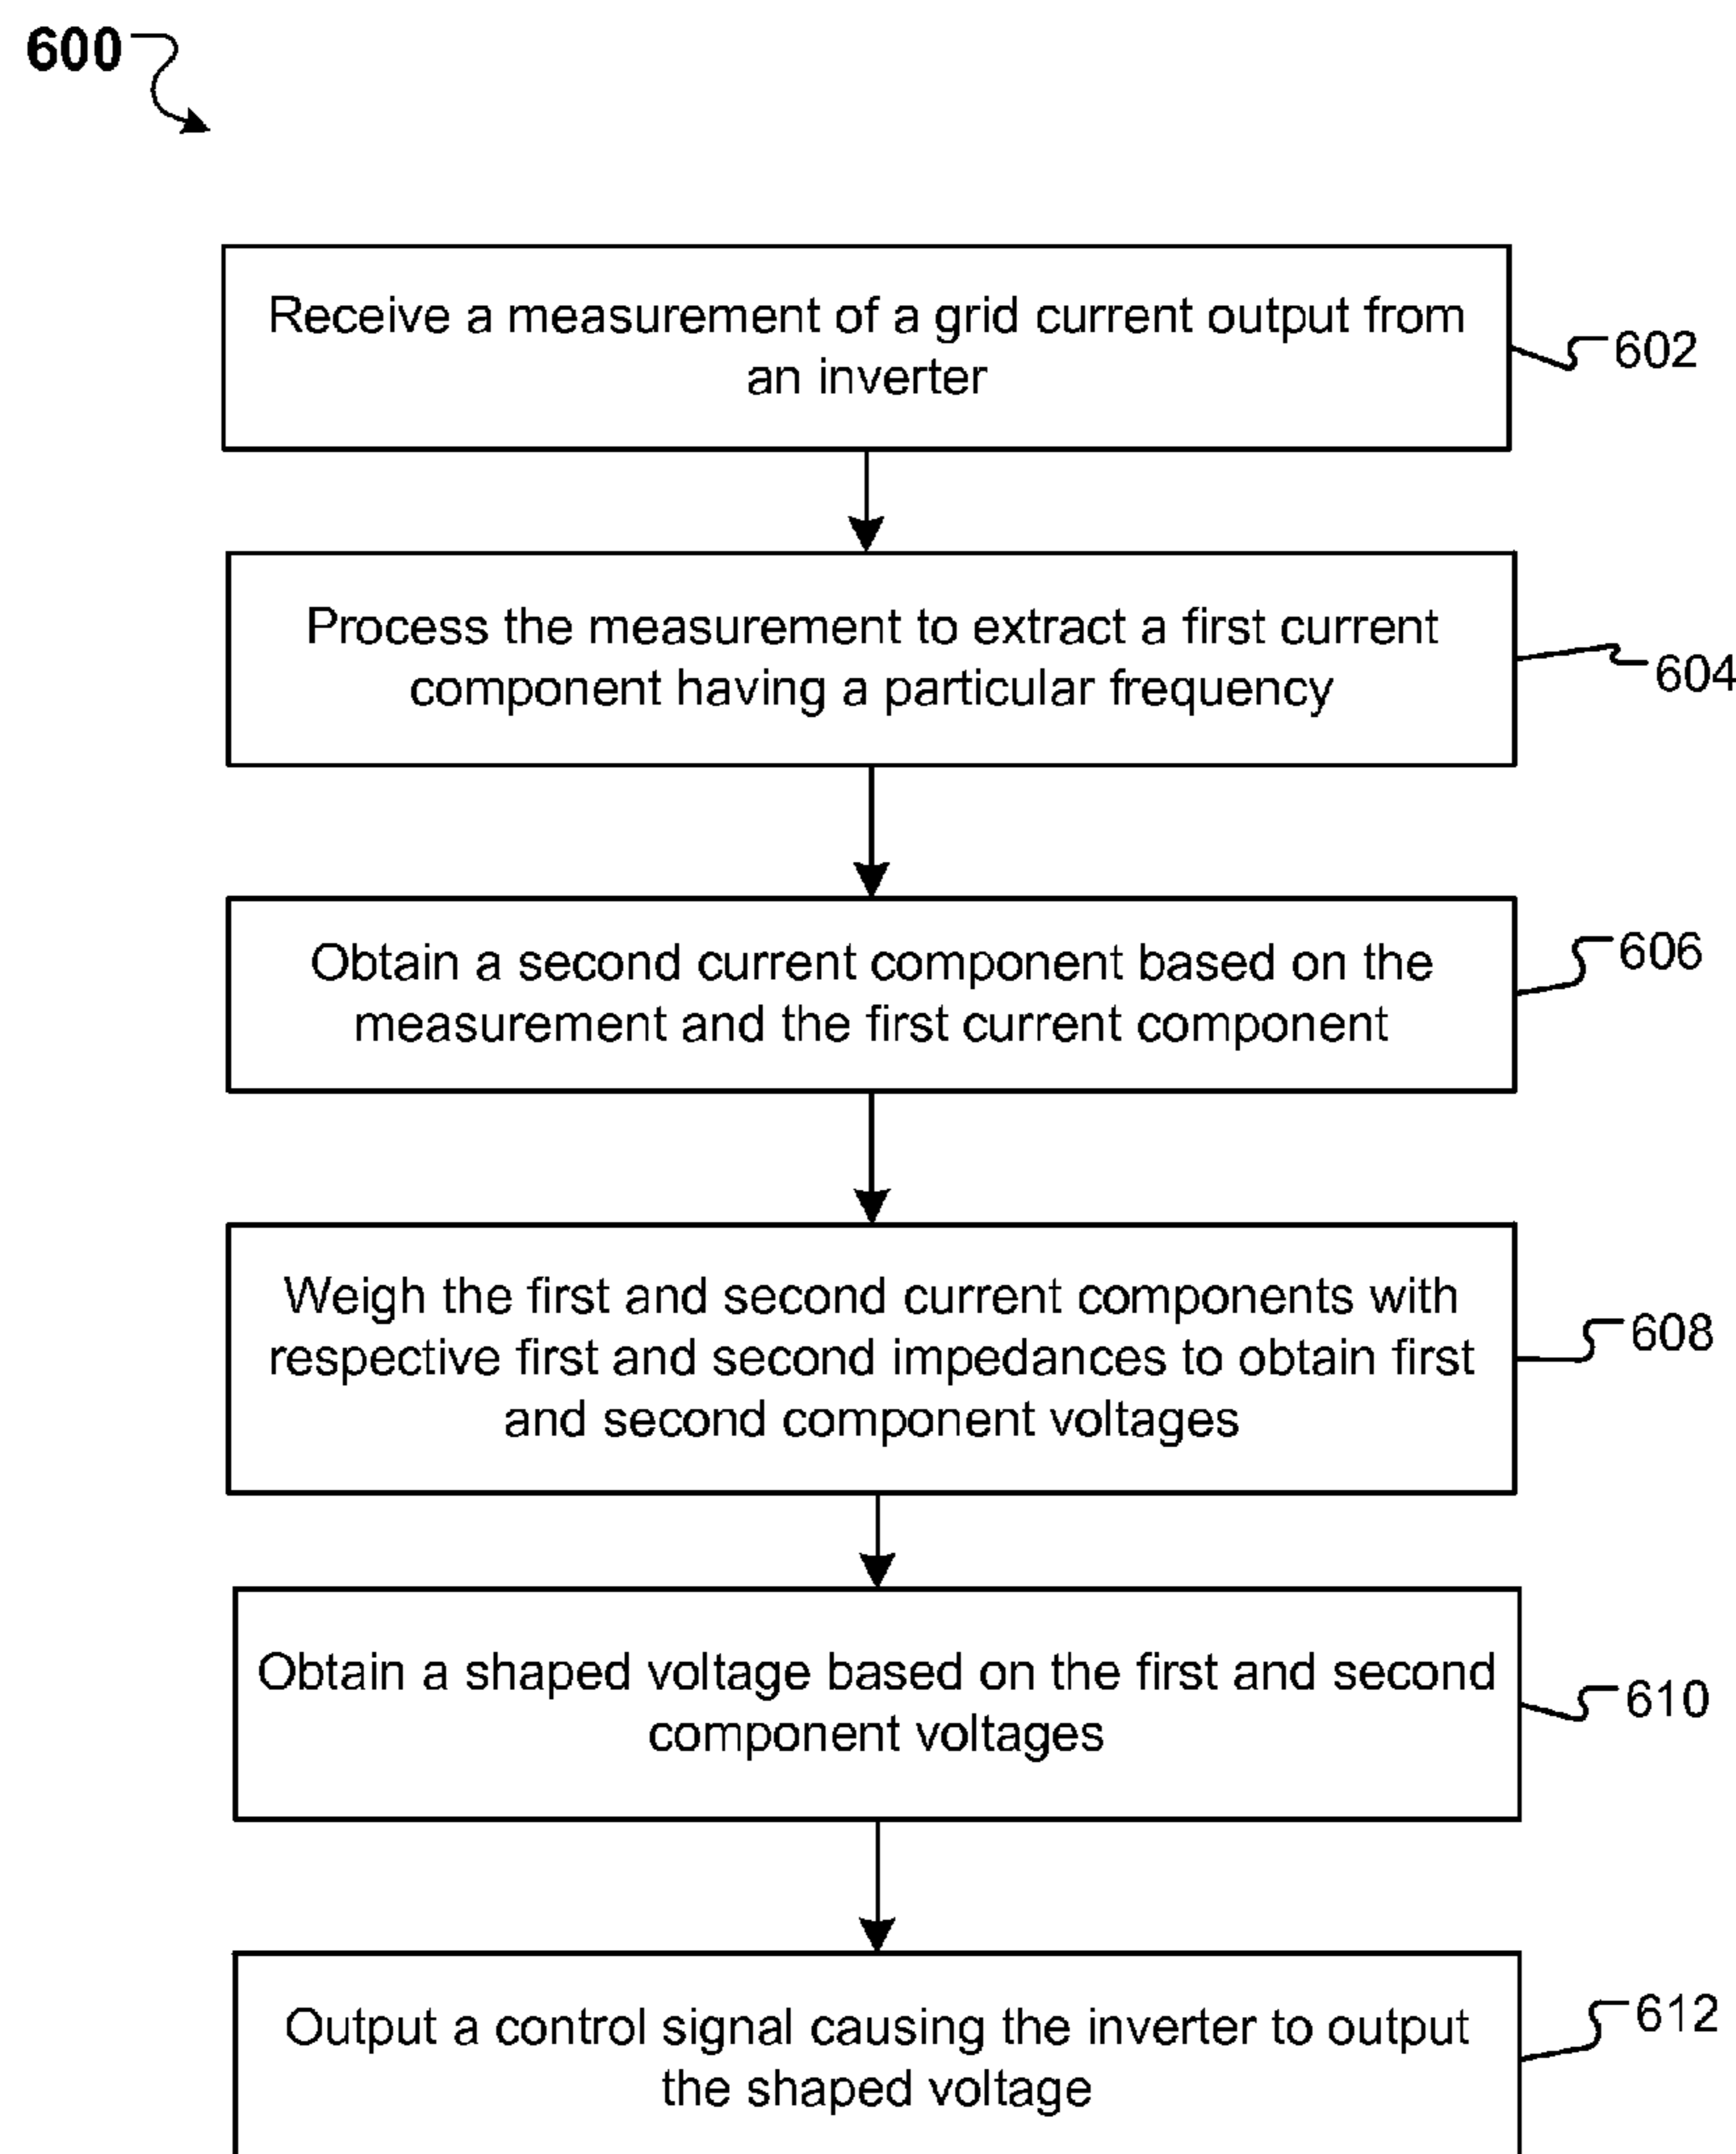 600
Receive a measurement of a grid current output from
an inverter
602
Process the measurement to extract a first current
component having a particular frequency
604
Obtain a second current component based on the
measurement and the first current component
606
Weigh the first and second current components with
respective first and second impedances to obtain first
and second component voltages
608
Obtain a shaped voltage based on the first and second
component voltages
610
Output a control signal causing the inverter to output
the shaped voltage
612